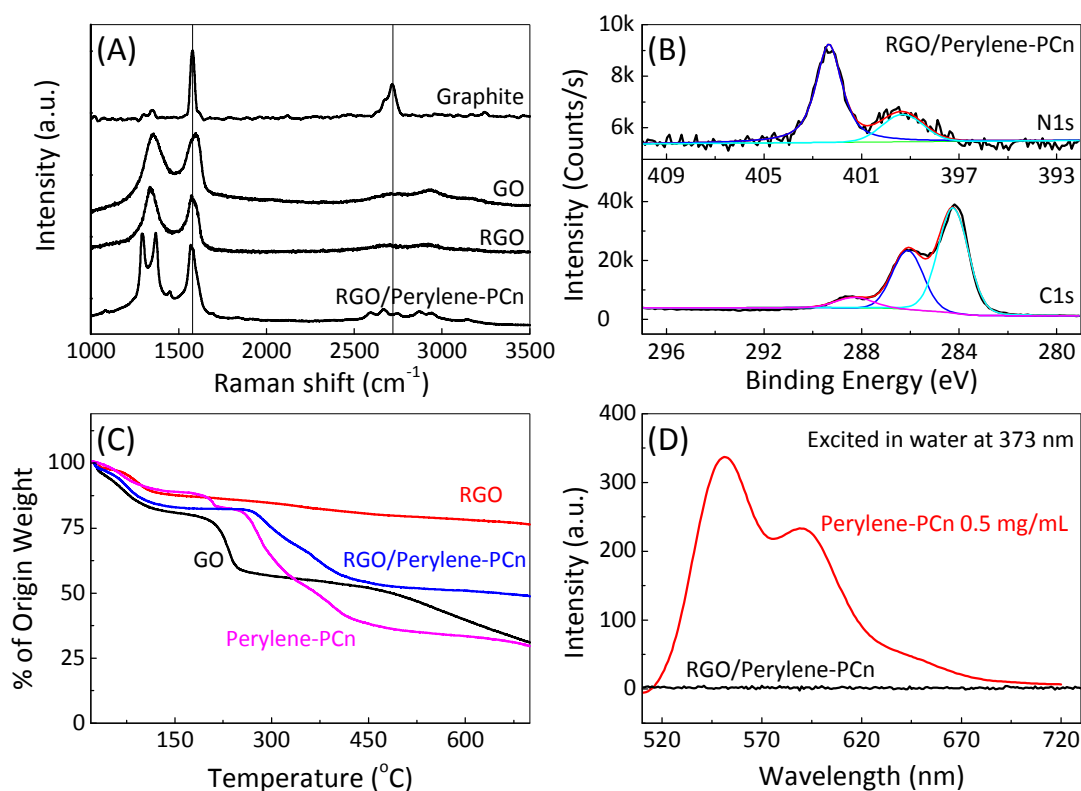 (A)
Graphite
GO
RGO
RGO/Perylene-PCn
Intensity (a.u.)
1000 1500 2000 2500 3000 3500
Raman shift (cm⁻¹)
(B)
RGO/Perylene-PCn
10k
8k
6k
N1s
409 405 401 397 393
40k
20k
0
C1s
296 292 288 284 280
Intensity (Counts/s)
Binding Energy (eV)
(C)
100
75
50
25
0
RGO
GO
RGO/Perylene-PCn
Perylene-PCn
% of Origin Weight
150 300 450 600
Temperature (°C)
(D)
Excited in water at 373 nm
400
300
200
100
0
Perylene-PCn 0.5 mg/mL
RGO/Perylene-PCn
Intensity (a.u.)
520 560 600 640 680 720
Wavelength (nm)